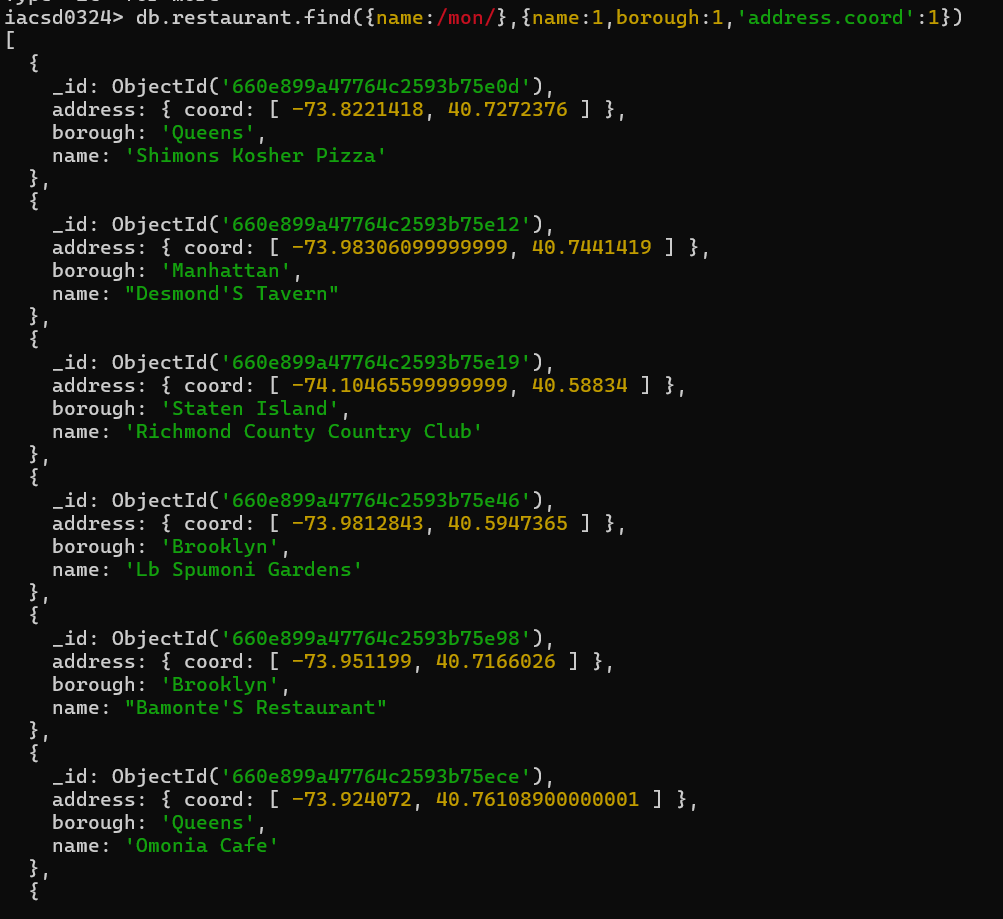 iacsd0324> db.restaurant.find({name:/mon/},{name:1,borough:1,'address.coord':1})
[
  {
    _id: ObjectId('660e899a47764c2593b75e0d'),
    address: { coord: [ -73.8221418, 40.7272376 ] },
    borough: 'Queens',
    name: 'Shimons Kosher Pizza'
  },
  {
    _id: ObjectId('660e899a47764c2593b75e12'),
    address: { coord: [ -73.98306099999999, 40.7441419 ] },
    borough: 'Manhattan',
    name: "Desmond'S Tavern"
  },
  {
    _id: ObjectId('660e899a47764c2593b75e19'),
    address: { coord: [ -74.10465599999999, 40.58834 ] },
    borough: 'Staten Island',
    name: 'Richmond County Country Club'
  },
  {
    _id: ObjectId('660e899a47764c2593b75e46'),
    address: { coord: [ -73.9812843, 40.5947365 ] },
    borough: 'Brooklyn',
    name: 'Lb Spumoni Gardens'
  },
  {
    _id: ObjectId('660e899a47764c2593b75e98'),
    address: { coord: [ -73.951199, 40.7166026 ] },
    borough: 'Brooklyn',
    name: "Bamonte'S Restaurant"
  },
  {
    _id: ObjectId('660e899a47764c2593b75ece'),
    address: { coord: [ -73.924072, 40.76108900000001 ] },
    borough: 'Queens',
    name: 'Omonia Cafe'
  },
  {